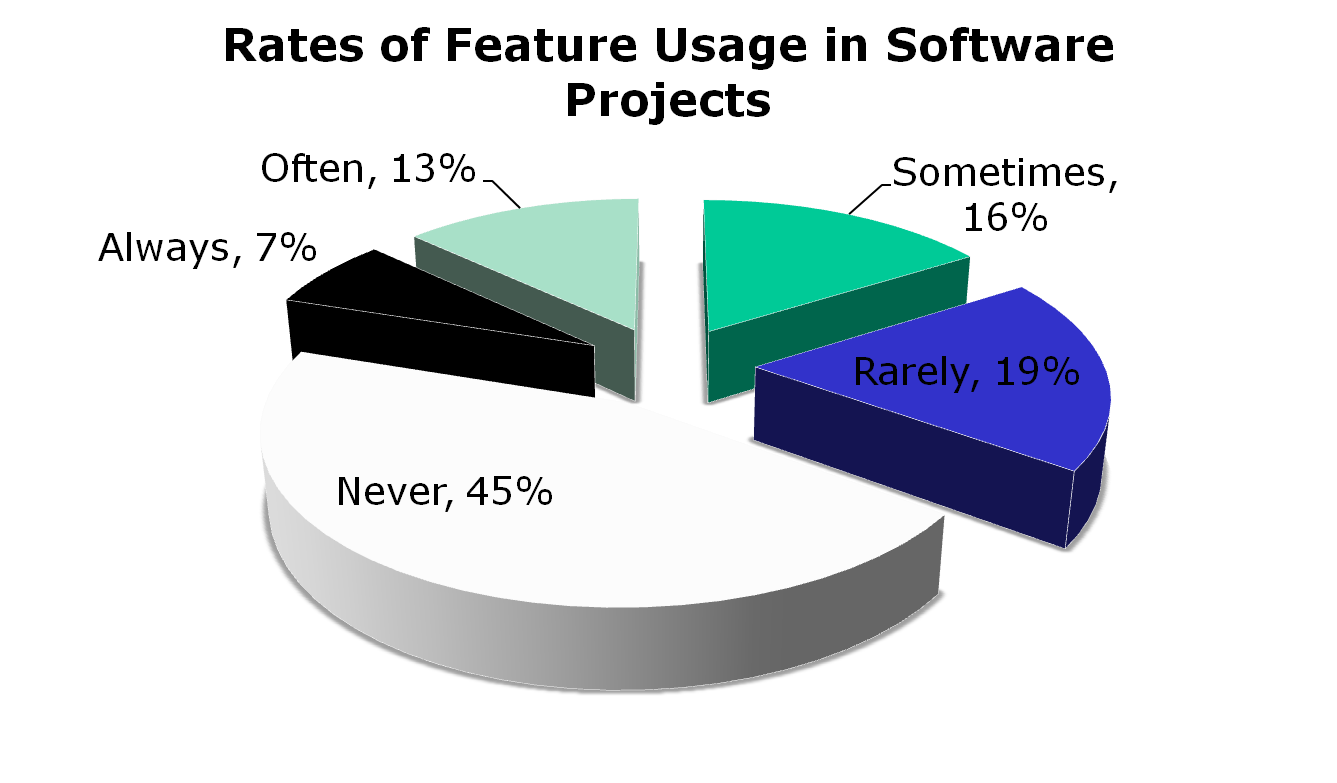 Rates of Feature Usage in Software
Projects
Often, 13%
Sometimes,
16%
Always, 7%
Rarely, 19%
Never, 45%